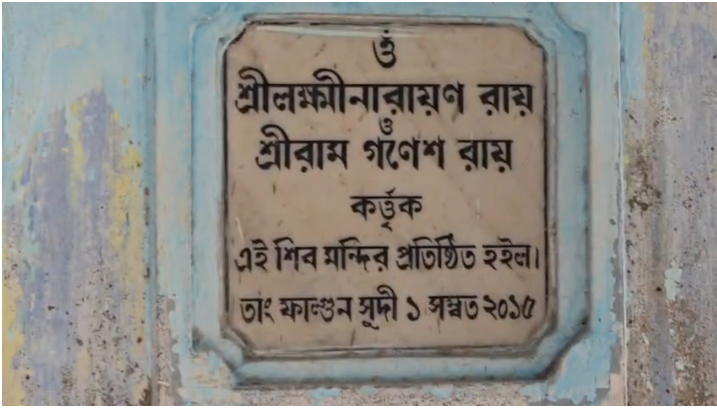 ওঁ
শ্রীলক্ষ্মীনারায়ণ রায়
ও
শ্রীরাম গণেশ রায়
কর্ত্তৃক
এই শিব মন্দির প্রতিষ্ঠিত হইল।
তাং ফাল্গুন সুদী ১ সম্বত ২০১৫